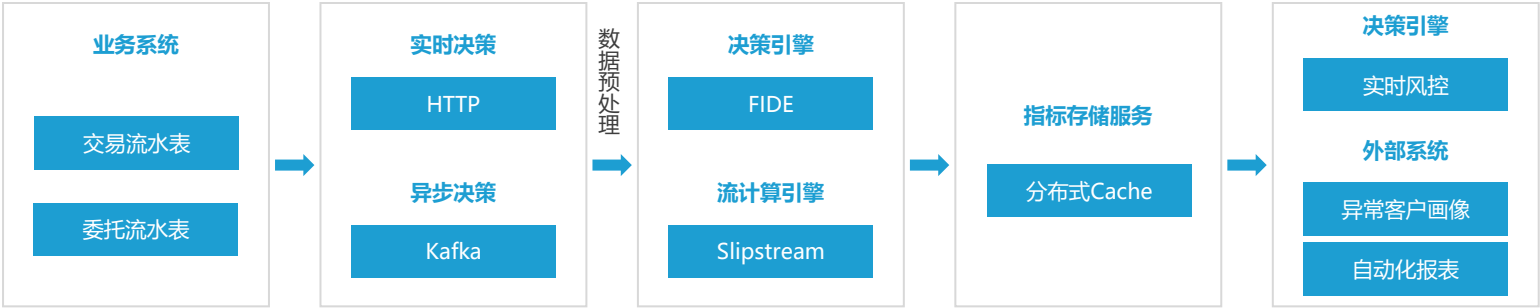 业务系统
交易流水表
委托流水表
实时决策
HTTP
异步决策
Kafka
数据预处理
决策引擎
FIDE
流计算引擎
Slipstream
指标存储服务
分布式Cache
决策引擎
实时风控
外部系统
异常客户画像
自动化报表